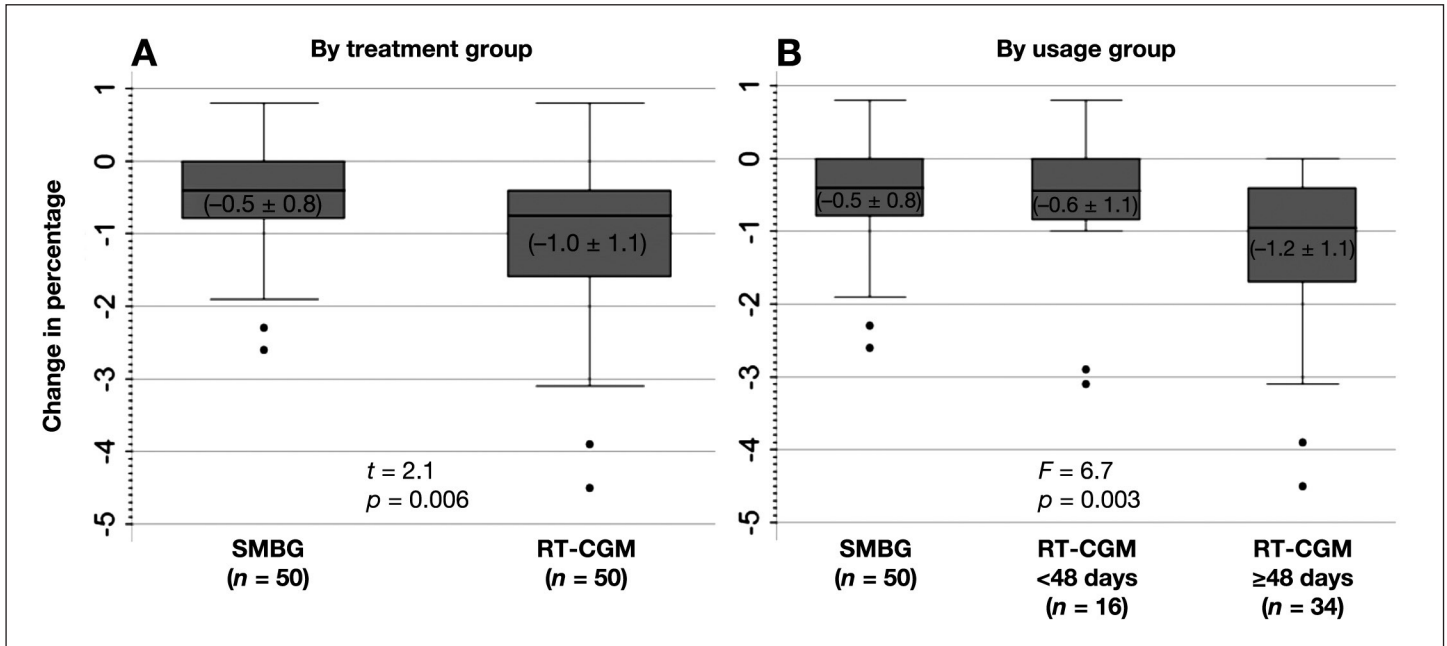 A
By treatment group
Change in percentage
1
0
-1
-2
-3
-4
-5
(–0.5 ± 0.8)
(–1.0 ± 1.1)
t = 2.1
p = 0.006
SMBG
(n = 50)
RT-CGM
(n = 50)
B
By usage group
1
0
-1
-2
-3
-4
-5
(–0.5 ± 0.8)
(–0.6 ± 1.1)
(–1.2 ± 1.1)
F = 6.7
p = 0.003
SMBG
(n = 50)
RT-CGM
<48 days
(n = 16)
RT-CGM
≥48 days
(n = 34)